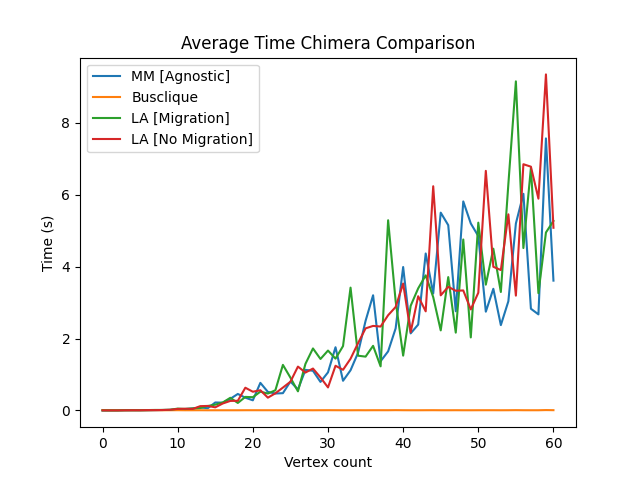 Average Time Chimera Comparison
MM [Agnostic]
Busclique
LA [Migration]
LA [No Migration]
Time (s)
8
6
4
2
0
0 10 20 30 40 50 60
Vertex count